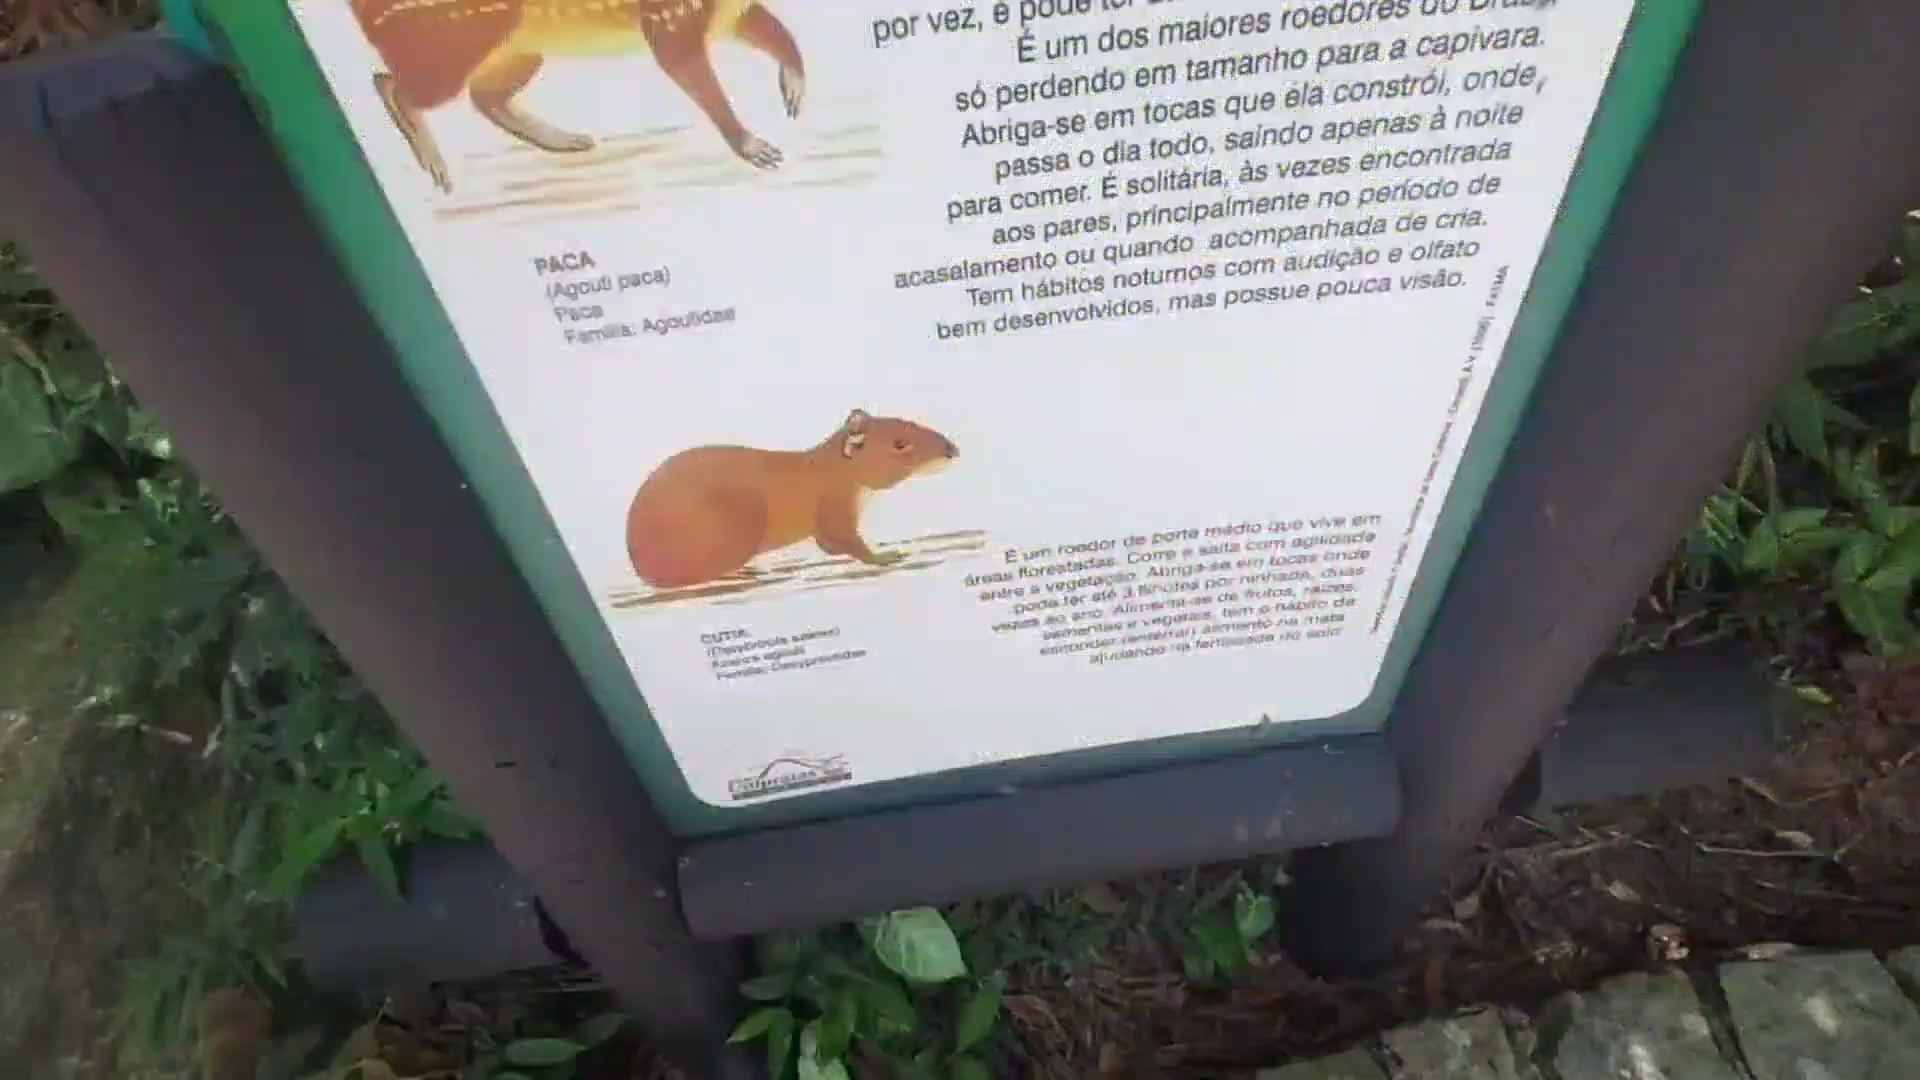 por vez, e pode
É um dos maiores roedores do
só perdendo em tamanho para a capivara.
Abriga-se em tocas que ela constrói, onde,
passa o dia todo, saindo apenas à noite
para comer. É solitária, às vezes encontrada
aos pares, principalmente no período de
acasalamento ou quando acompanhada de cria.
Tem hábitos noturnos com audição e olfato
bem desenvolvidos, mas possue pouca visão.
PACA
(Agouti paca)
Paca
Família: Agoutidae
É um roedor de porte médio que vive em
áreas florestadas. Corre e salta com agilidade
entre a vegetação. Abriga-se em tocas onde
pode ter até 3 filhotes por ninhada, duas
vezes ao ano. Alimenta-se de frutos, raízes,
sementes e vegetais, tem o hábito de
esconder (enterrar) alimento na mata
ajudando na fertilidade do solo
CUTIA
Família: Dasyproctidae